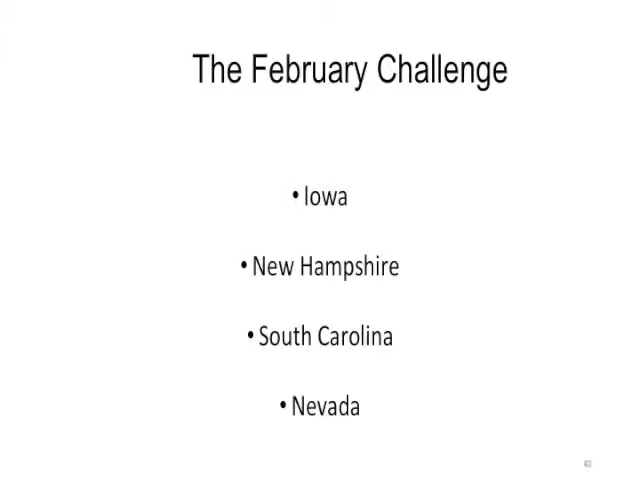 The February Challenge
• Iowa
• New Hampshire
• South Carolina
• Nevada
40